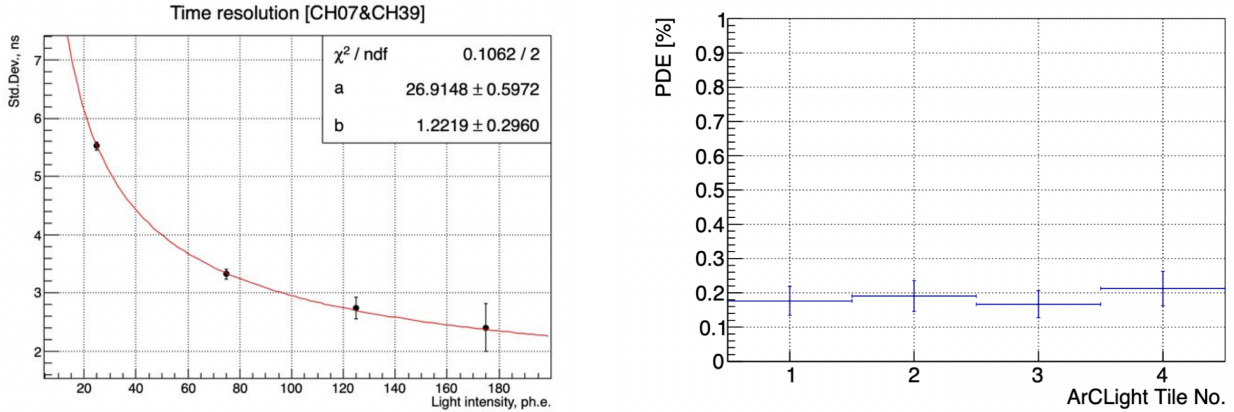 Time resolution [CH07&CH39]
Std.Dev., ns
7
6
5
4
3
2
χ² / ndf 0.1062 / 2
a 26.9148 ± 0.5972
b 1.2219 ± 0.2960
20 40 60 80 100 120 140 160 180
Light intensity, ph.e.
PDE [%]
1
0.9
0.8
0.7
0.6
0.5
0.4
0.3
0.2
0.1
0
1 2 3 4
ArCLight Tile No.